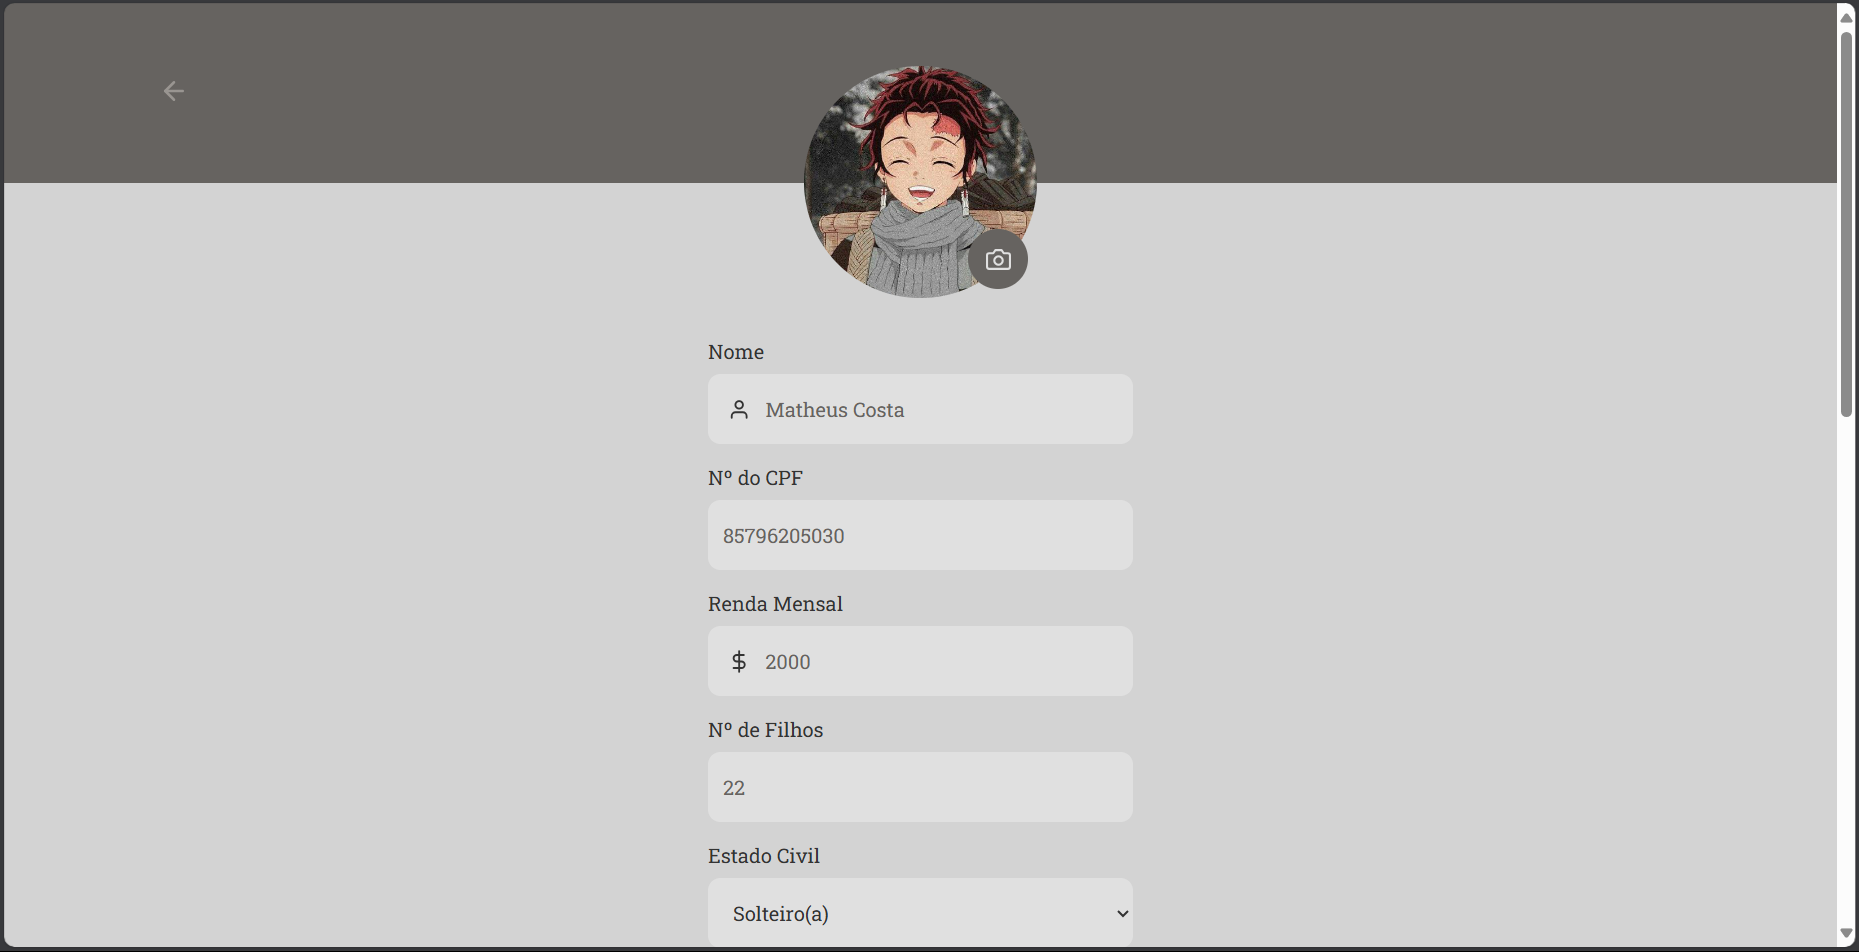 Nome
Matheus Costa
Nº do CPF
85796205030
Renda Mensal
$ 2000
Nº de Filhos
22
Estado Civil
Solteiro(a)